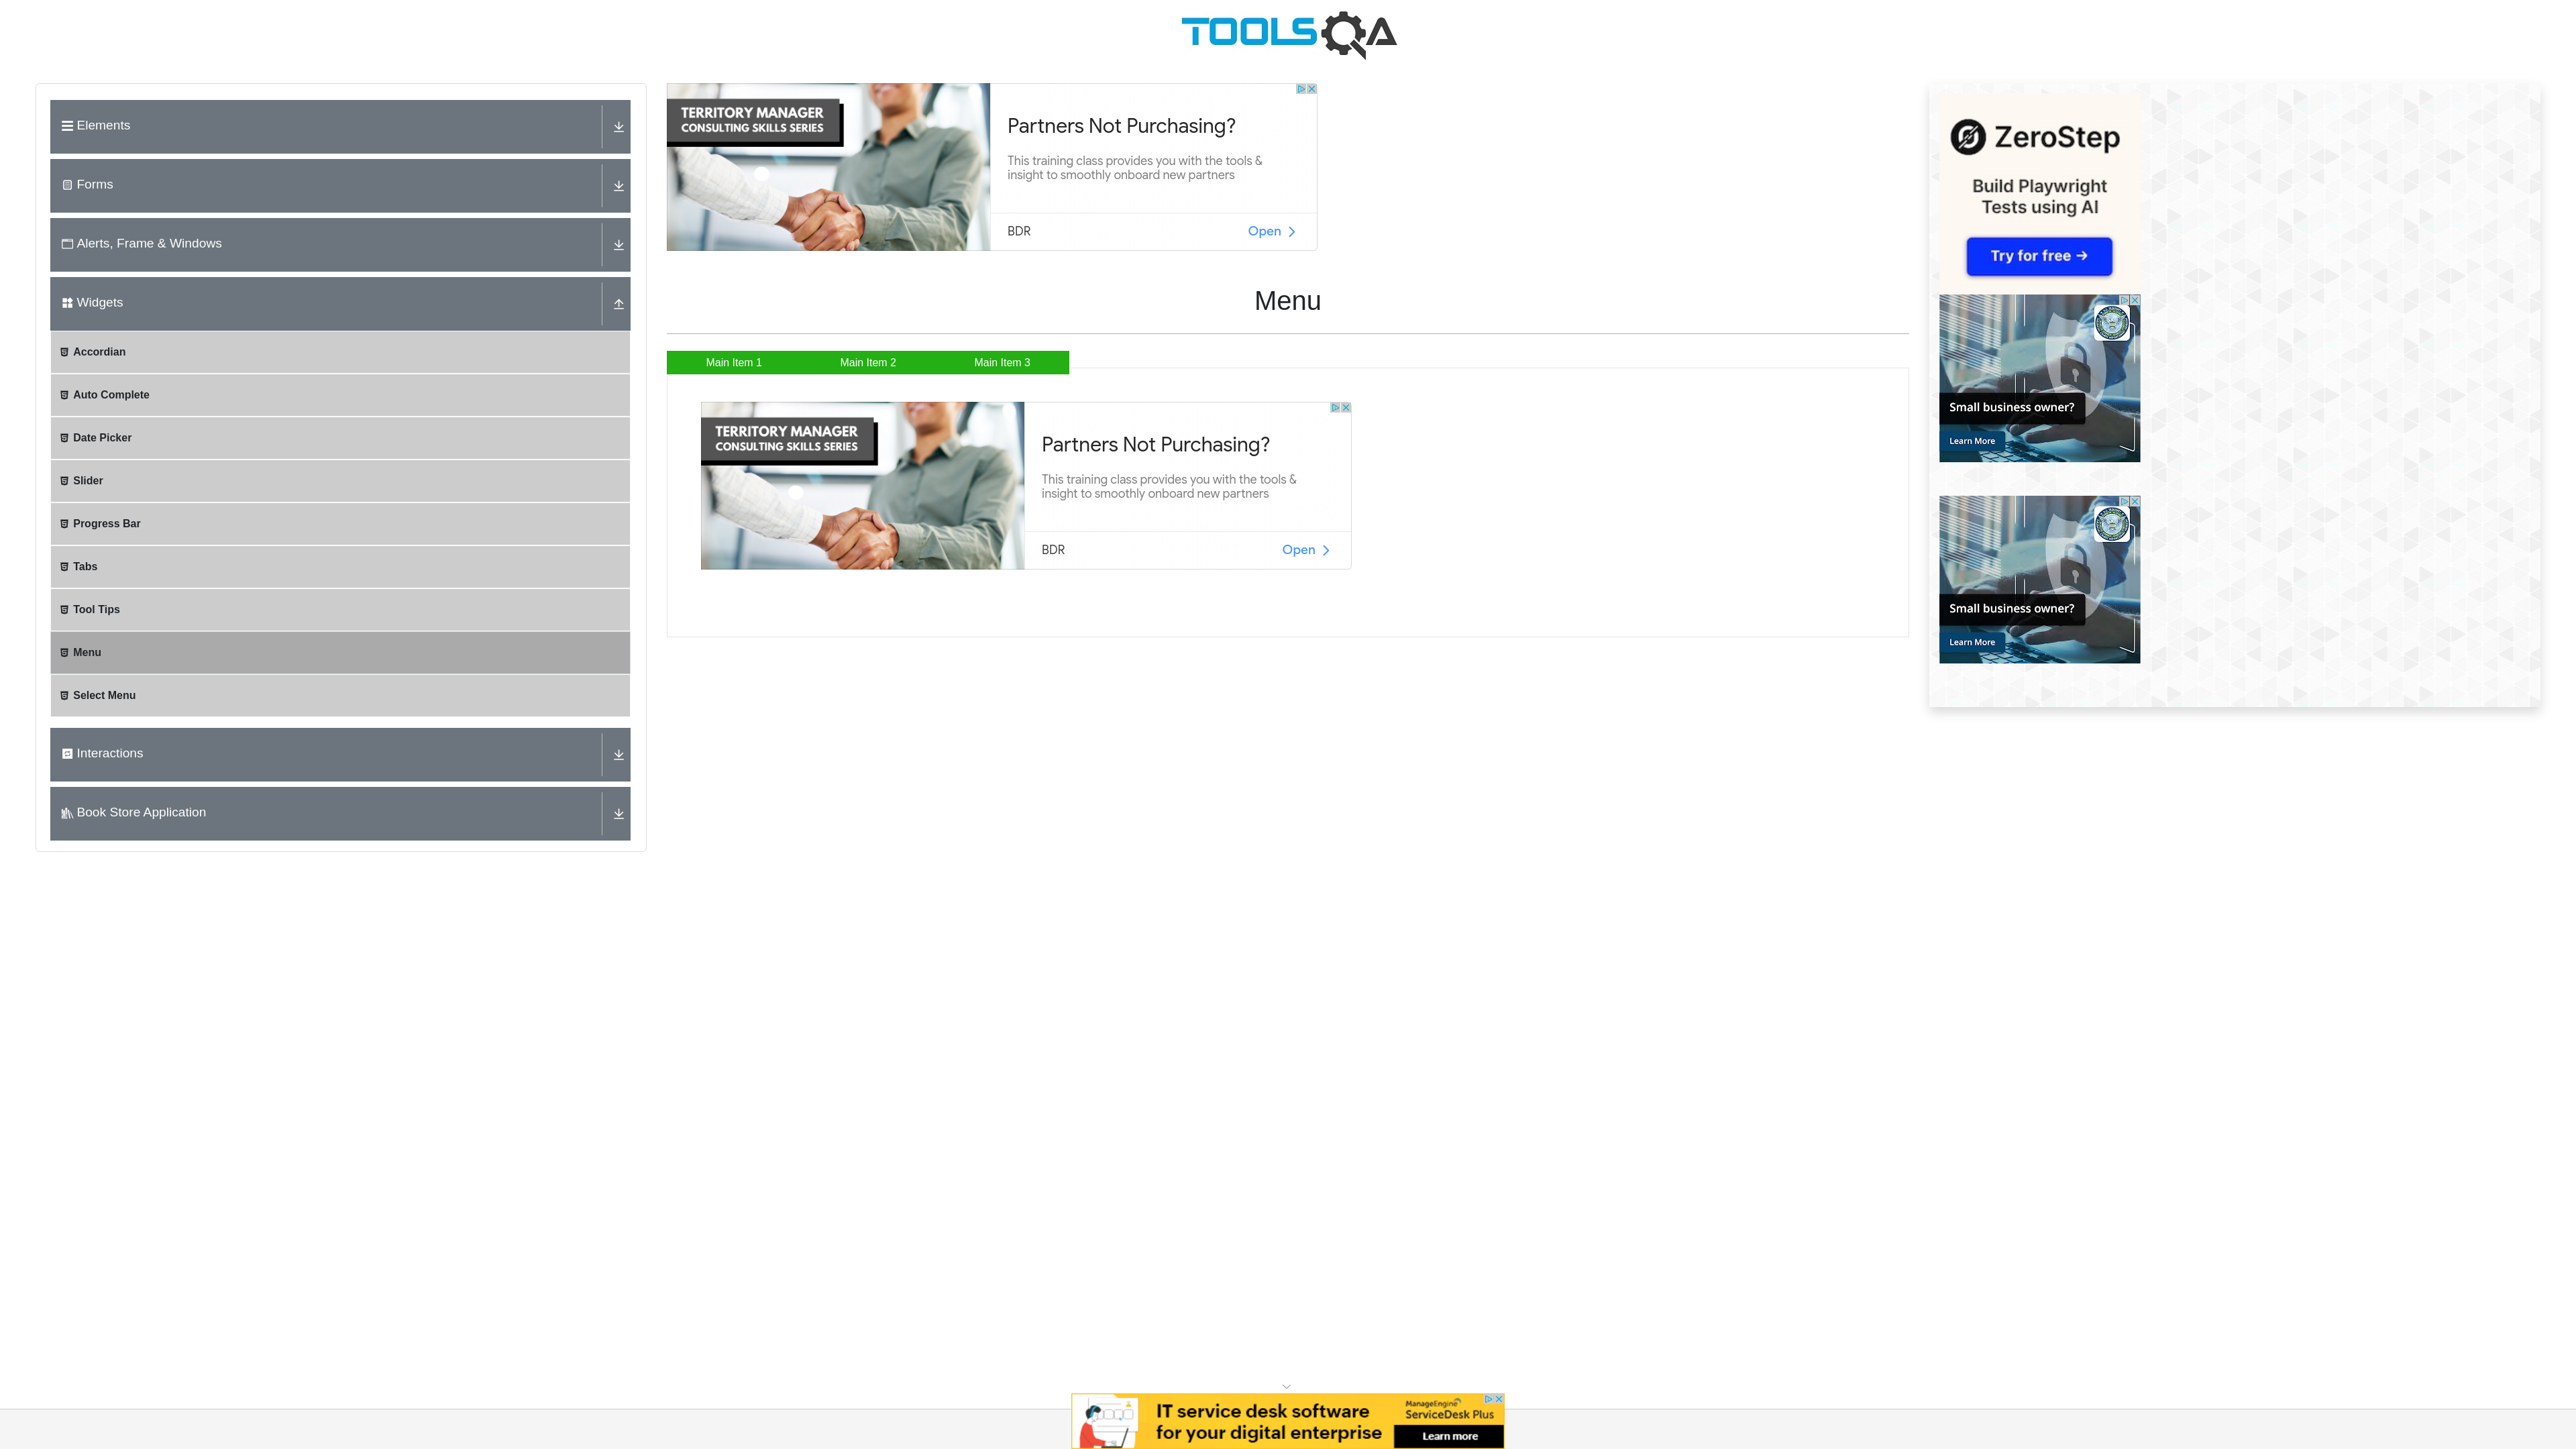 TOOLSQA
Elements
Forms
Alerts, Frame & Windows
Widgets
Accordian
Auto Complete
Date Picker
Slider
Progress Bar
Tabs
Tool Tips
Menu
Select Menu
Interactions
Book Store Application
TERRITORY MANAGER
CONSULTING SKILLS SERIES
Partners Not Purchasing?
This training class provides you with the tools &
insight to smoothly onboard new partners
BDR
Open
Menu
Main Item 1
Main Item 2
Main Item 3
TERRITORY MANAGER
CONSULTING SKILLS SERIES
Partners Not Purchasing?
This training class provides you with the tools &
insight to smoothly onboard new partners
BDR
Open
ZeroStep
Build Playwright
Tests using AI
Try for free →
Small business owner?
Learn More
Small business owner?
Learn More
IT service desk software
for your digital enterprise
ManageEngine
ServiceDesk Plus
Learn more